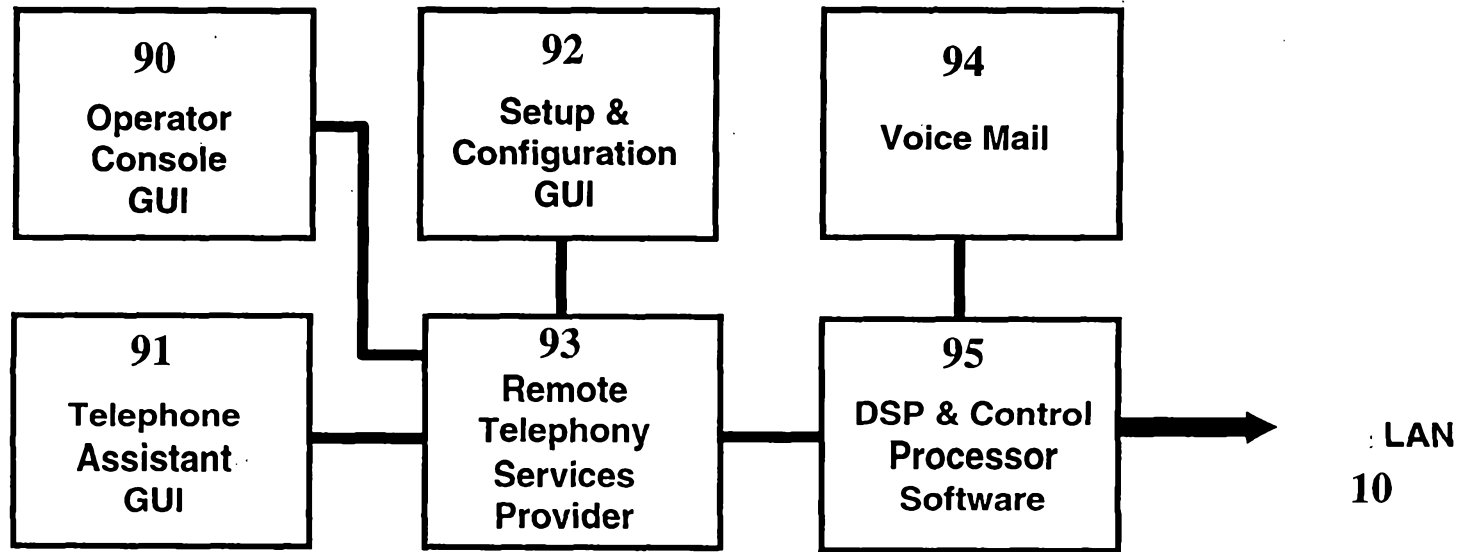 90
Operator
Console
GUI
92
Setup &
Configuration
GUI
94
Voice Mail
91
Telephone
Assistant
GUI
93
Remote
Telephony
Services
Provider
95
DSP & Control
Processor
Software
LAN
10